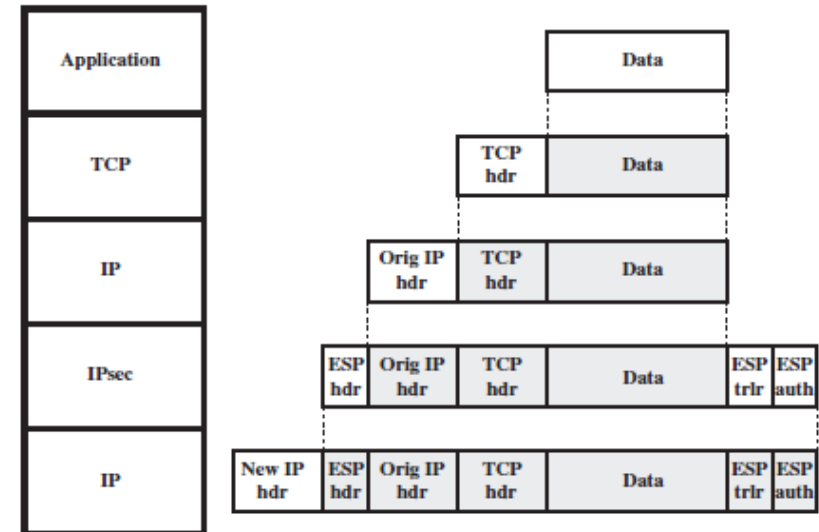 Application
Data
TCP
TCP
hdr
Data
IP
Orig IP
hdr
TCP
hdr
Data
IPsec
ESP
hdr
Orig IP
hdr
TCP
hdr
Data
ESP
trlr
ESP
auth
IP
New IP
hdr
ESP
hdr
Orig IP
hdr
TCP
hdr
Data
ESP
trlr
ESP
auth